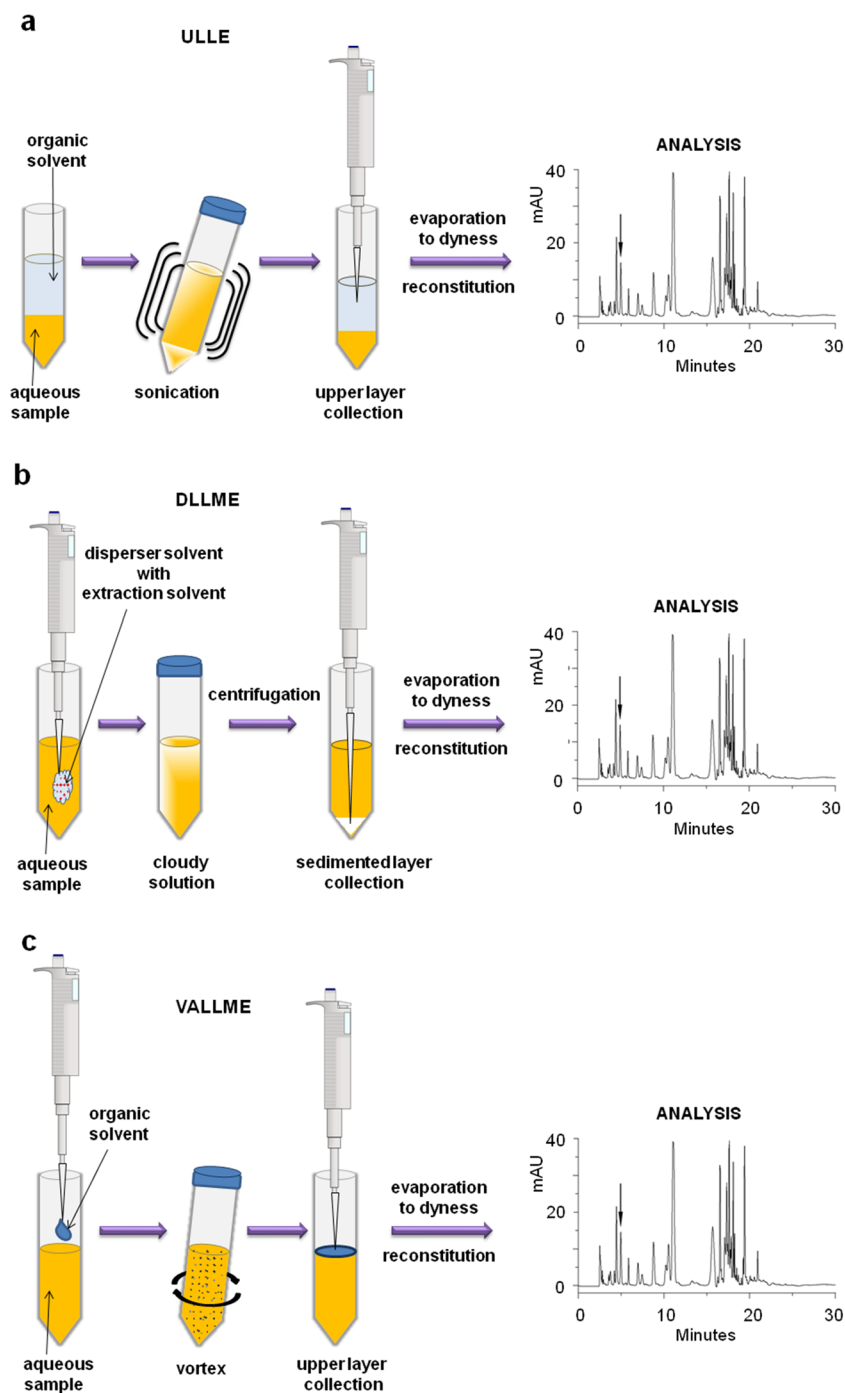 a
ULLE
organic
solvent
aqueous
sample
sonication
upper layer
collection
evaporation
to dyness
reconstitution
ANALYSIS
mAU
40
20
0
0
10
20
30
Minutes
b
DLLME
disperser solvent
with
extraction solvent
aqueous
sample
cloudy
solution
centrifugation
sedimented layer
collection
evaporation
to dyness
reconstitution
ANALYSIS
mAU
40
20
0
0
10
20
30
Minutes
c
VALLME
organic
solvent
aqueous
sample
vortex
upper layer
collection
evaporation
to dyness
reconstitution
ANALYSIS
mAU
40
20
0
0
10
20
30
Minutes